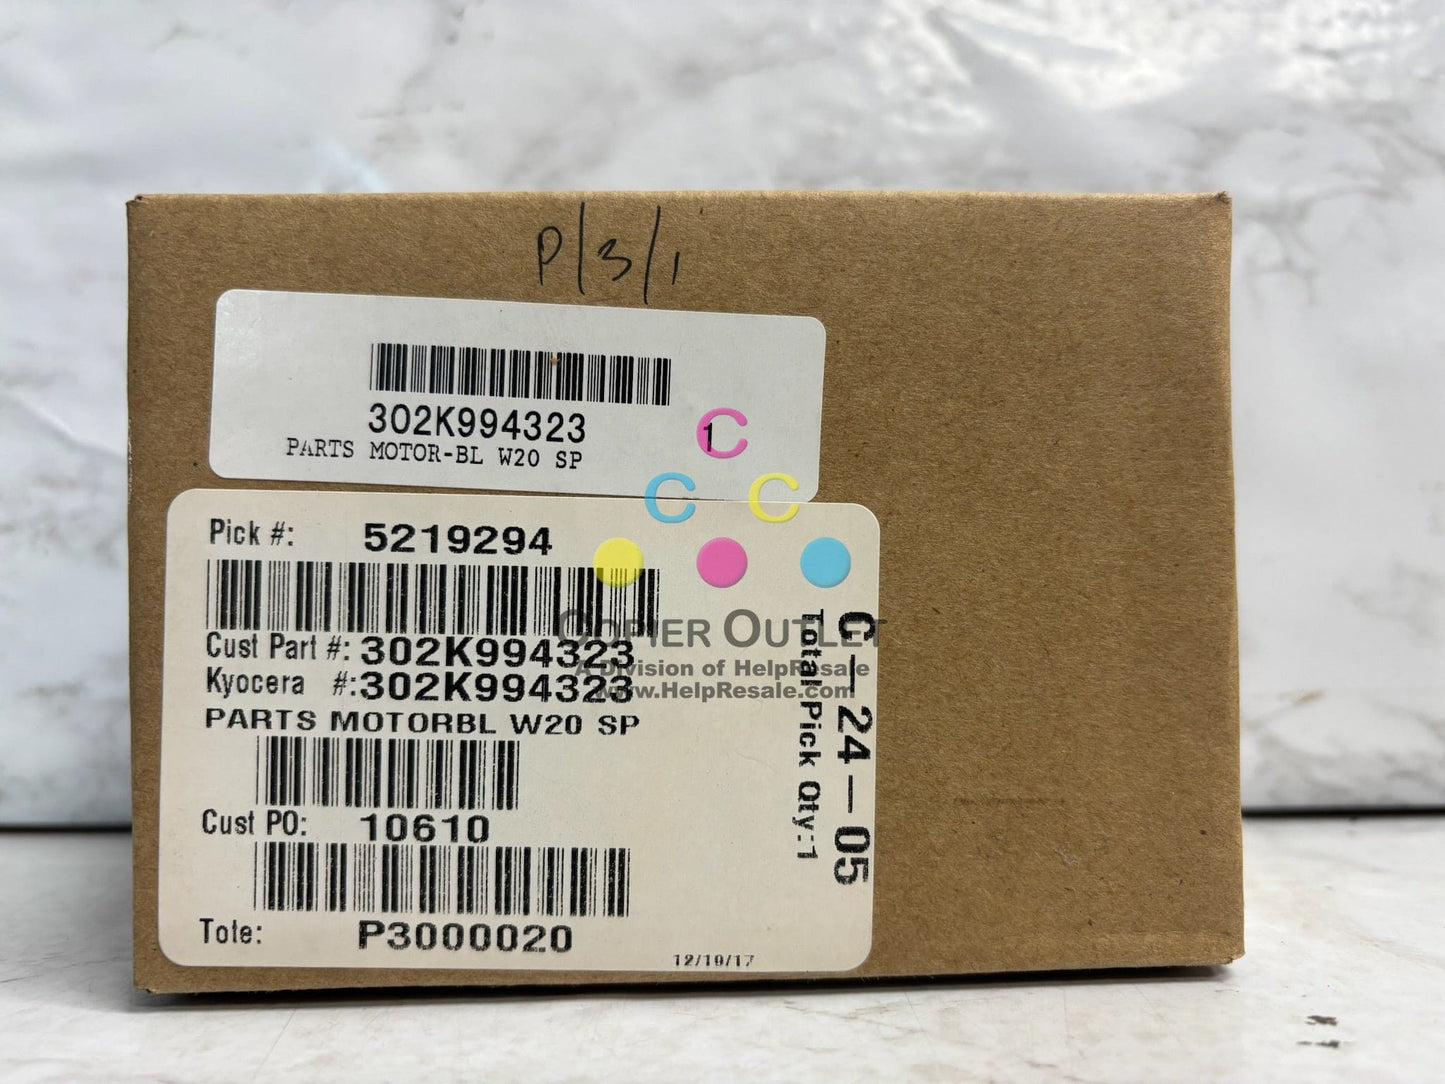 P/3/1
302K994323
1
PARTS MOTOR-BL W20 SP
Pick #: 5219294
Cust Part #: 302K994323
Kyocera #: 302K994323
PARTS MOTORBL W20 SP
Cust PO: 10610
Tote: P3000020
12/19/17
C-24-05
Total Pick Qty:1
C
C C
COPIER OUTLET
A Division of HelpResale
www.HelpResale.com